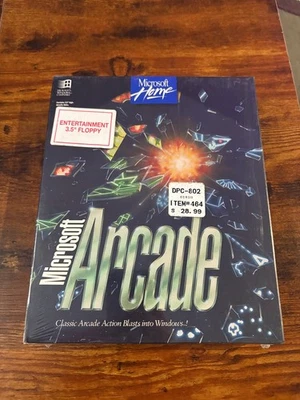 Microsoft
Home
ENTERTAINMENT
3.5" FLOPPY
DPC-802
ITEM# 484
$ 28.99
Microsoft
Arcade
Classic Arcade Action Blasts into Windows..!